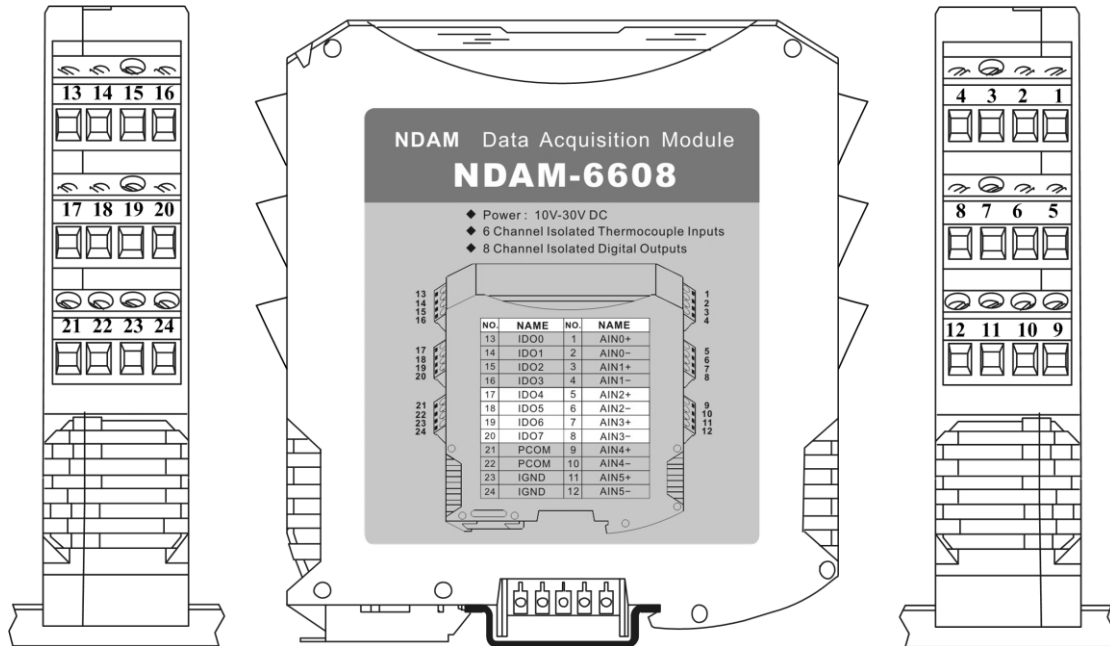 13 14 15 16
17 18 19 20
21 22 23 24
NDAM Data Acquisition Module
NDAM-6608
◆ Power : 10V-30V DC
◆ 6 Channel Isolated Thermocouple Inputs
◆ 8 Channel Isolated Digital Outputs
13
14
15
16
17
18
19
20
21
22
23
24
NO. NAME NO. NAME
13 IDO0 1 AIN0+
14 IDO1 2 AIN0−
15 IDO2 3 AIN1+
16 IDO3 4 AIN1−
17 IDO4 5 AIN2+
18 IDO5 6 AIN2−
19 IDO6 7 AIN3+
20 IDO7 8 AIN3−
21 PCOM 9 AIN4+
22 PCOM 10 AIN4−
23 IGND 11 AIN5+
24 IGND 12 AIN5−
1
2
3
4
5
6
7
8
9
10
11
12
4 3 2 1
8 7 6 5
12 11 10 9